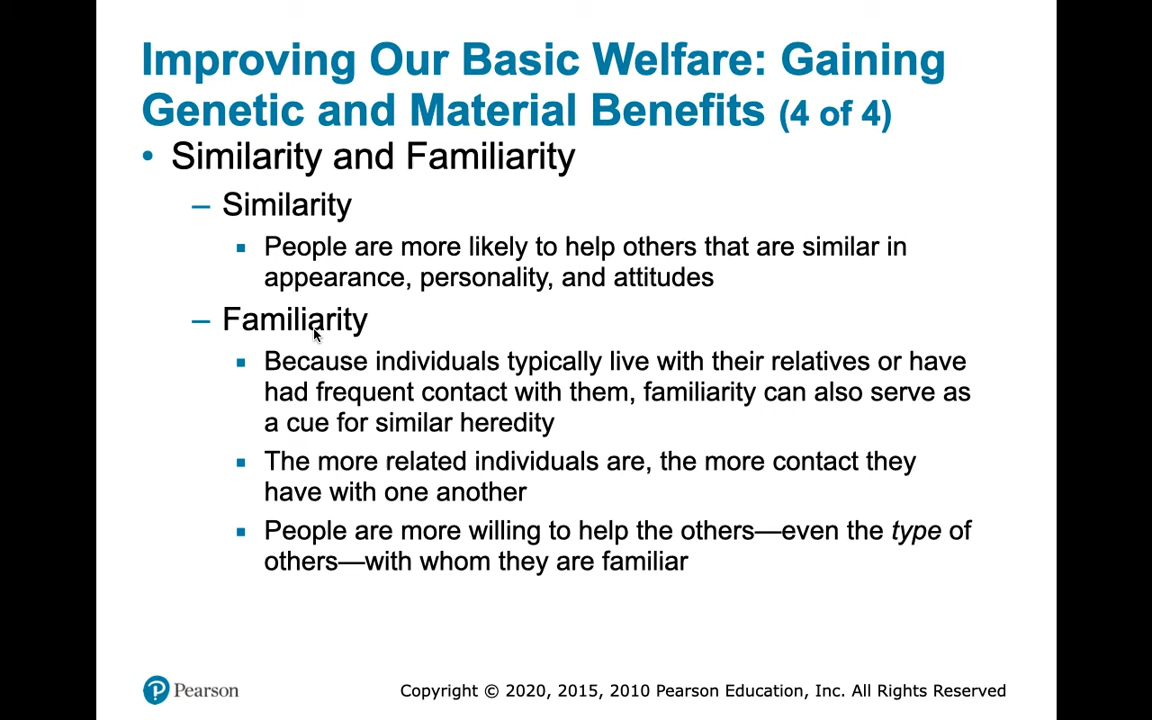 Improving Our Basic Welfare: Gaining
Genetic and Material Benefits (4 of 4)
• Similarity and Familiarity
– Similarity
▪ People are more likely to help others that are similar in
appearance, personality, and attitudes
– Familiarity
▪ Because individuals typically live with their relatives or have
had frequent contact with them, familiarity can also serve as
a cue for similar heredity
▪ The more related individuals are, the more contact they
have with one another
▪ People are more willing to help the others—even the type of
others—with whom they are familiar
P Pearson
Copyright © 2020, 2015, 2010 Pearson Education, Inc. All Rights Reserved